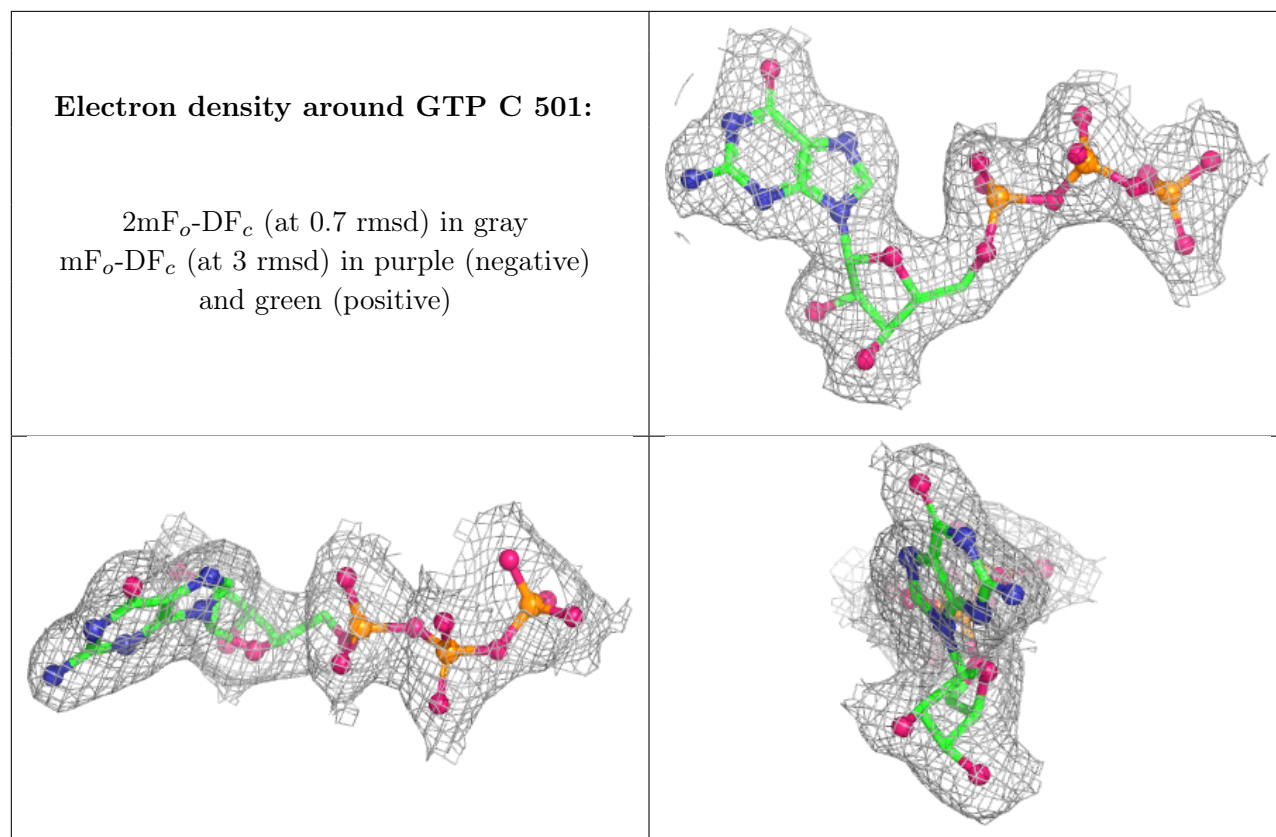 Electron density around GTP C 501:
2mFo-DFc (at 0.7 rmsd) in gray
mFo-DFc (at 3 rmsd) in purple (negative)
and green (positive)